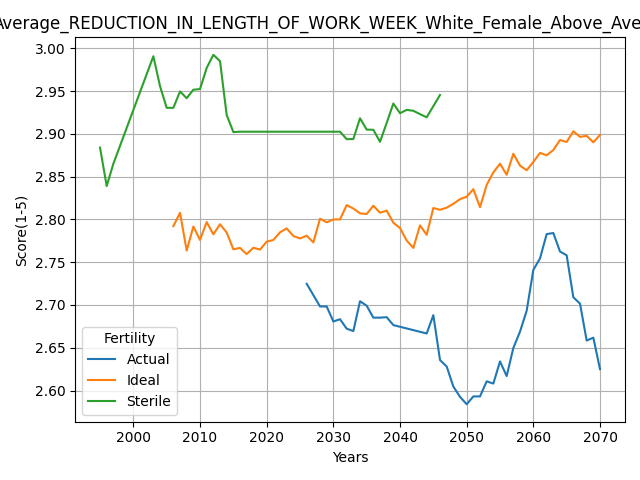 Average_REDUCTION_IN_LENGTH_OF_WORK_WEEK_White_Female_Above_Ave
3.00
2.95
2.90
2.85
2.80
2.75
2.70
2.65
2.60
Score(1-5)
Fertility
Actual
Ideal
Sterile
2000 2010 2020 2030 2040 2050 2060 2070
Years